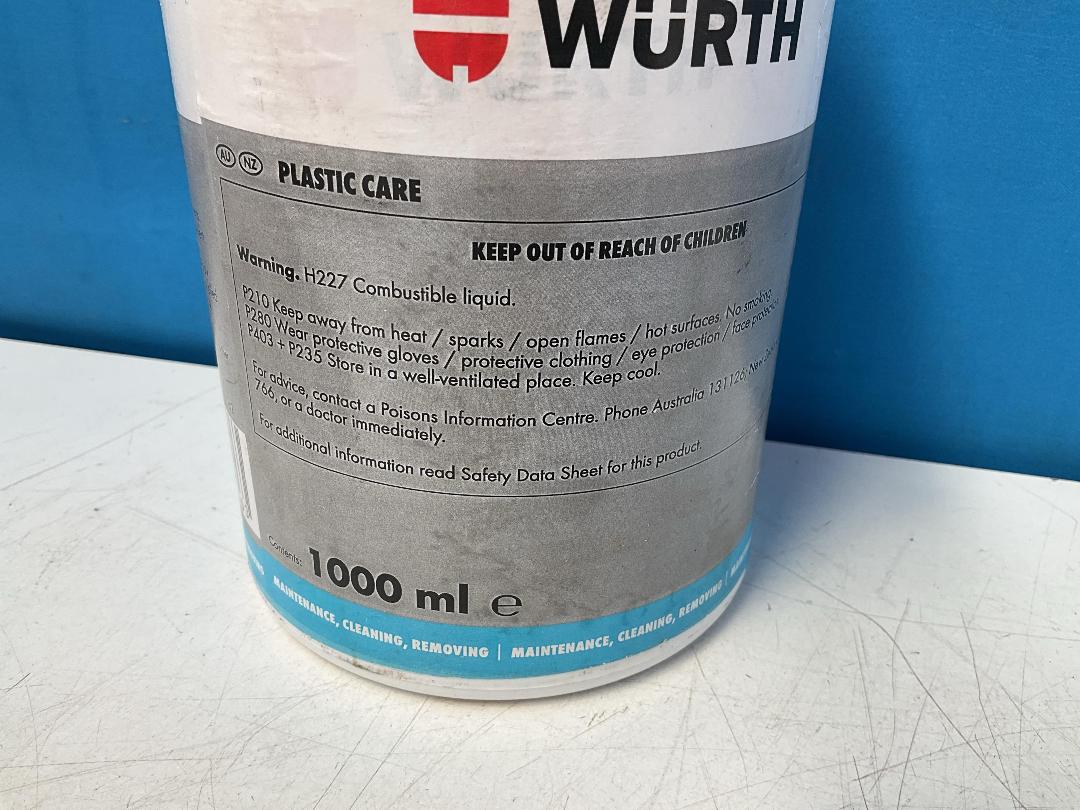 WÜRTH
AU NZ PLASTIC CARE
KEEP OUT OF REACH OF CHILDREN
Warning. H227 Combustible liquid.
P210 Keep away from heat / sparks / open flames / hot surfaces. No smoking.
P280 Wear protective gloves / protective clothing / eye protection / face
P403 + P235 Store in a well-ventilated place. Keep cool.
For advice, contact a Poisons Information Centre. Phone Australia 131126; New
766, or a doctor immediately.
For additional information read Safety Data Sheet for this product.
Contents: 1000 ml ℮
MAINTENANCE, CLEANING, REMOVING | MAINTENANCE, CLEANING, REMOVING |